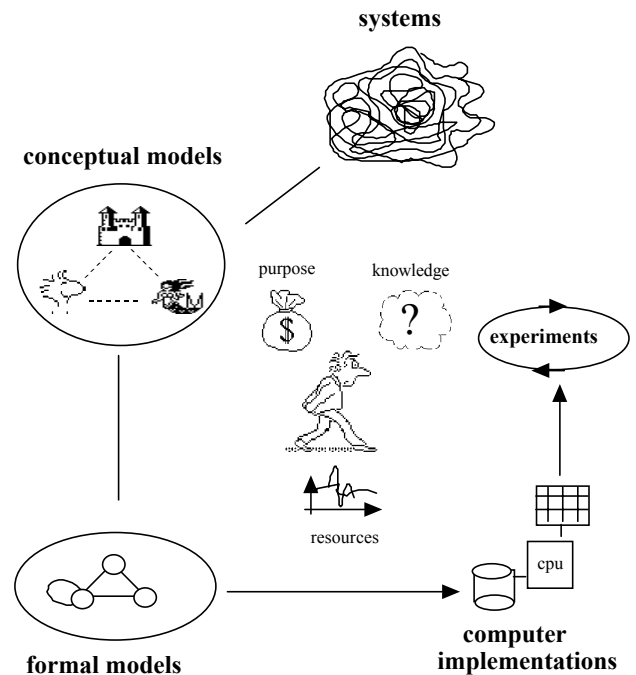 systems
conceptual models
purpose
knowledge
$
?
experiments
resources
cpu
computer
implementations
formal models